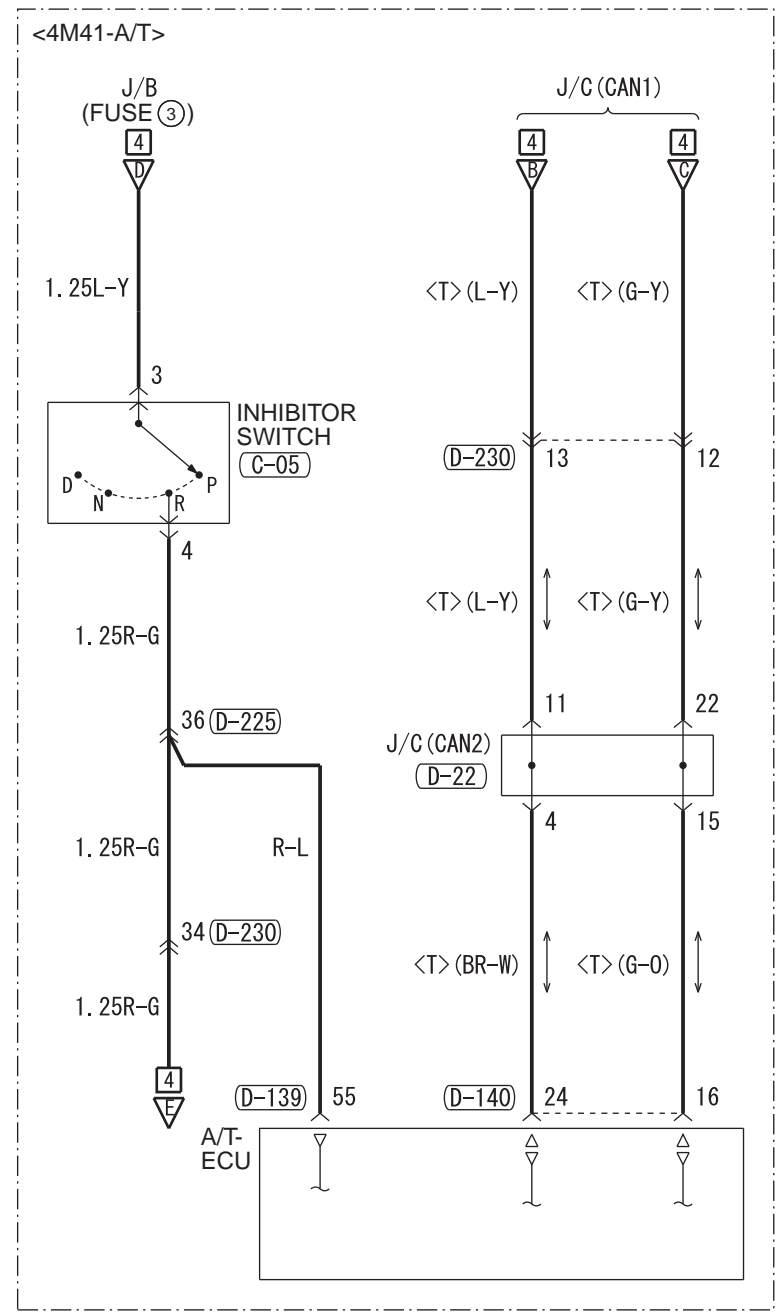 <4M41-A/T>
J/B
(FUSE ③)
J/C(CAN1)
4
4
4
D
B
C
1.25L-Y
<T>(L-Y)
<T>(G-Y)
3
INHIBITOR
SWITCH
C-05
D
N
R
P
4
D-230
13
12
1.25R-G
<T>(L-Y)
<T>(G-Y)
36
D-225
11
22
J/C(CAN2)
D-22
4
15
1.25R-G
R-L
34
D-230
<T>(BR-W)
<T>(G-O)
1.25R-G
4
E
D-139
55
D-140
24
16
A/T-
ECU